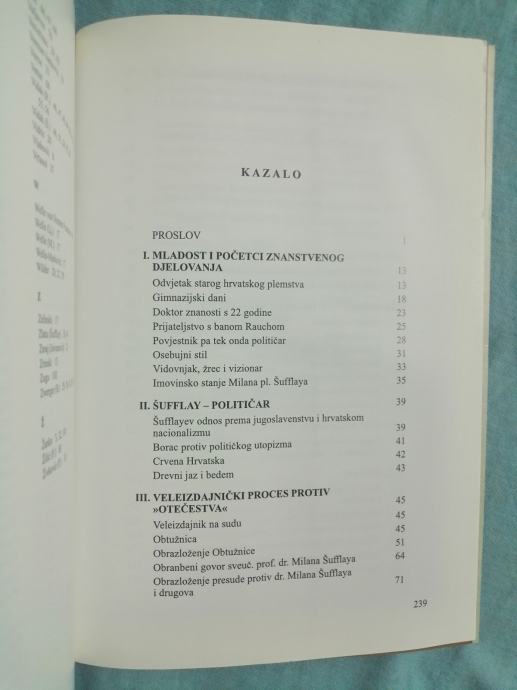 KAZALO
PROSLOV 1
I. MLADOST I POČETCI ZNANSTVENOG
DJELOVANJA 13
Odvjetak starog hrvatskog plemstva 13
Gimnazijski dani 18
Doktor znanosti s 22 godine 23
Prijateljstvo s banom Rauchom 25
Povjestnik pa tek onda političar 28
Osebujni stil 31
Vidovnjak, žrec i vizionar 33
Imovinsko stanje Milana pl. Šufflaya 35
II. ŠUFFLAY – POLITIČAR 39
Šufflayev odnos prema jugoslavenstvu i hrvatskom
nacionalizmu 39
Borac protiv političkog utopizma 41
Crvena Hrvatska 42
Drevni jaz i bedem 43
III. VELEIZDAJNIČKI PROCES PROTIV
»OTEČESTVA« 45
Veleizdajnik na sudu 45
Obtužnica 45
Obrazloženje Obtužnice 51
Obranbeni govor sveuč. prof. dr. Milana Šufflaya 64
Obrazloženje presude protiv dr. Milana Šufflaya
i drugova 71
239